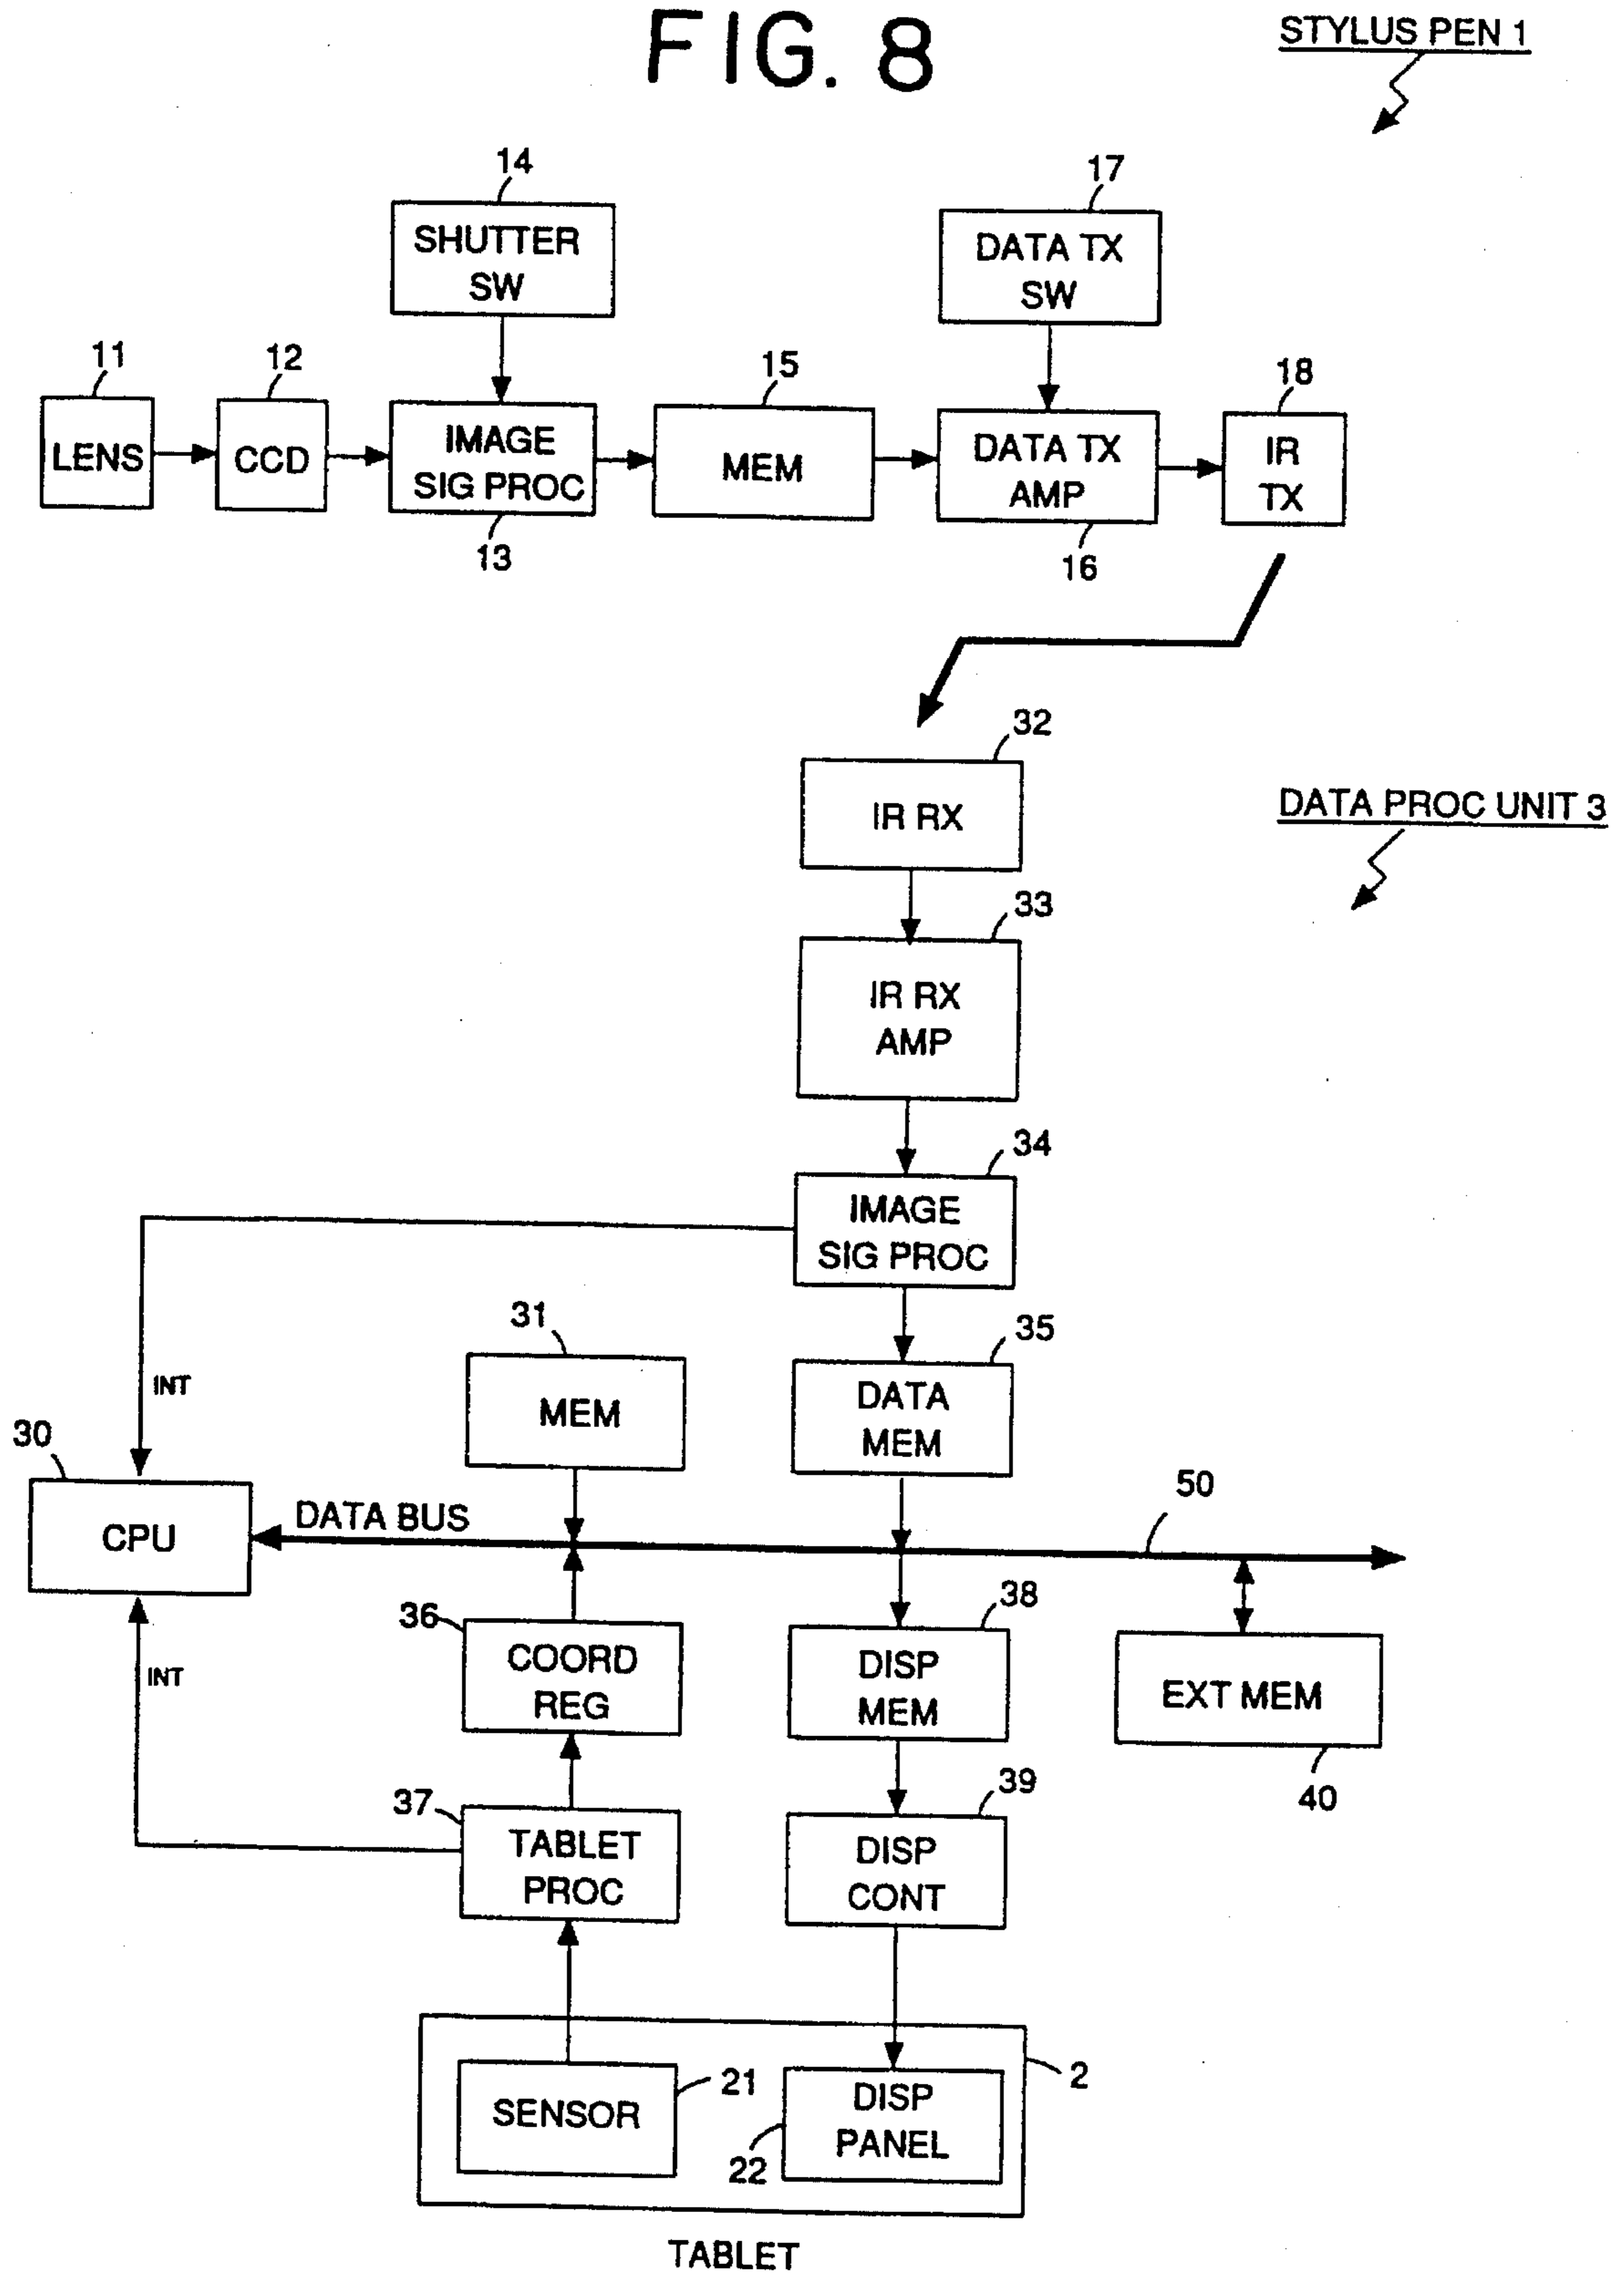 FIG. 8
STYLUS PEN 1
14
SHUTTER
SW
17
DATA TX
SW
11
LENS
12
CCD
IMAGE
SIG PROC
13
15
MEM
DATA TX
AMP
16
18
IR
TX
32
IR RX
DATA PROC UNIT 3
33
IR RX
AMP
34
IMAGE
SIG PROC
INT
31
MEM
35
DATA
MEM
30
CPU
DATA BUS
50
INT
36
COORD
REG
38
DISP
MEM
EXT MEM
40
37
TABLET
PROC
39
DISP
CONT
2
SENSOR
21
DISP
PANEL
22
TABLET